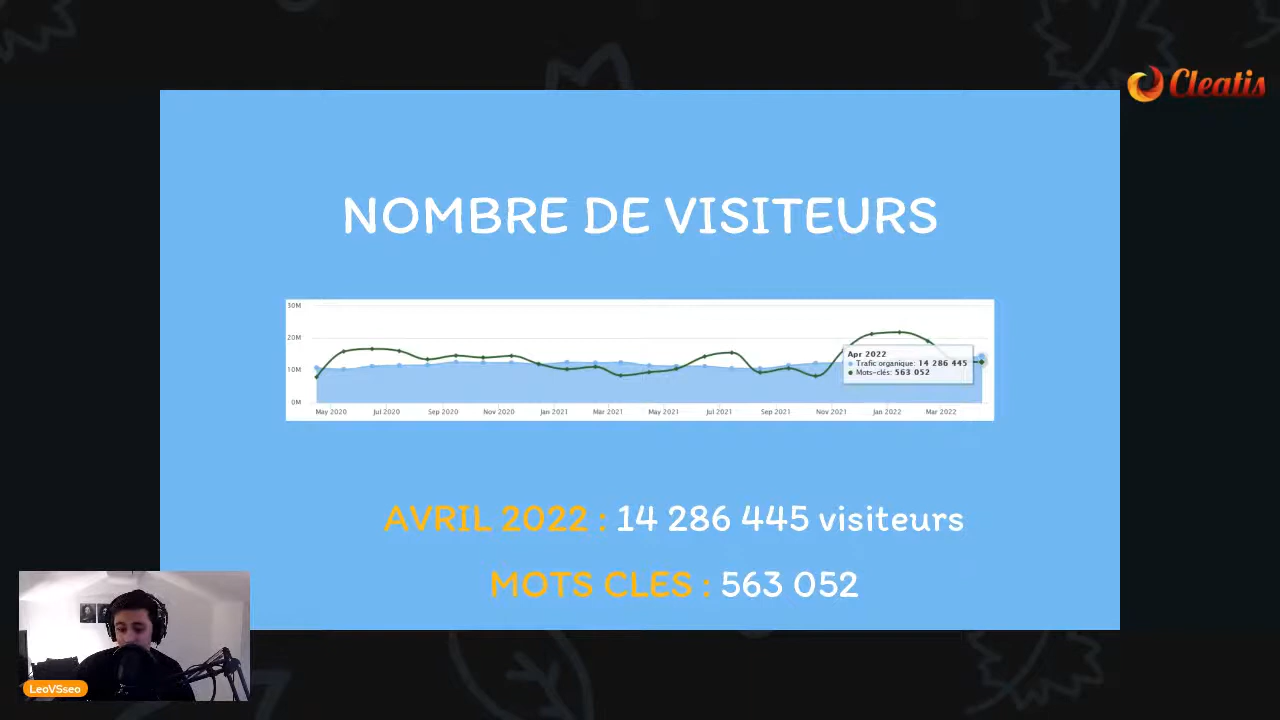 Cleatis
NOMBRE DE VISITEURS
30M
20M
10M
0M
Apr 2022
Trafic organique: 14 286 445
Mots-clés: 563 052
May 2020 Jul 2020 Sep 2020 Nov 2020 Jan 2021 Mar 2021 May 2021 Jul 2021 Sep 2021 Nov 2021 Jan 2022 Mar 2022
AVRIL 2022 : 14 286 445 visiteurs
MOTS CLES : 563 052
LeoVSseo